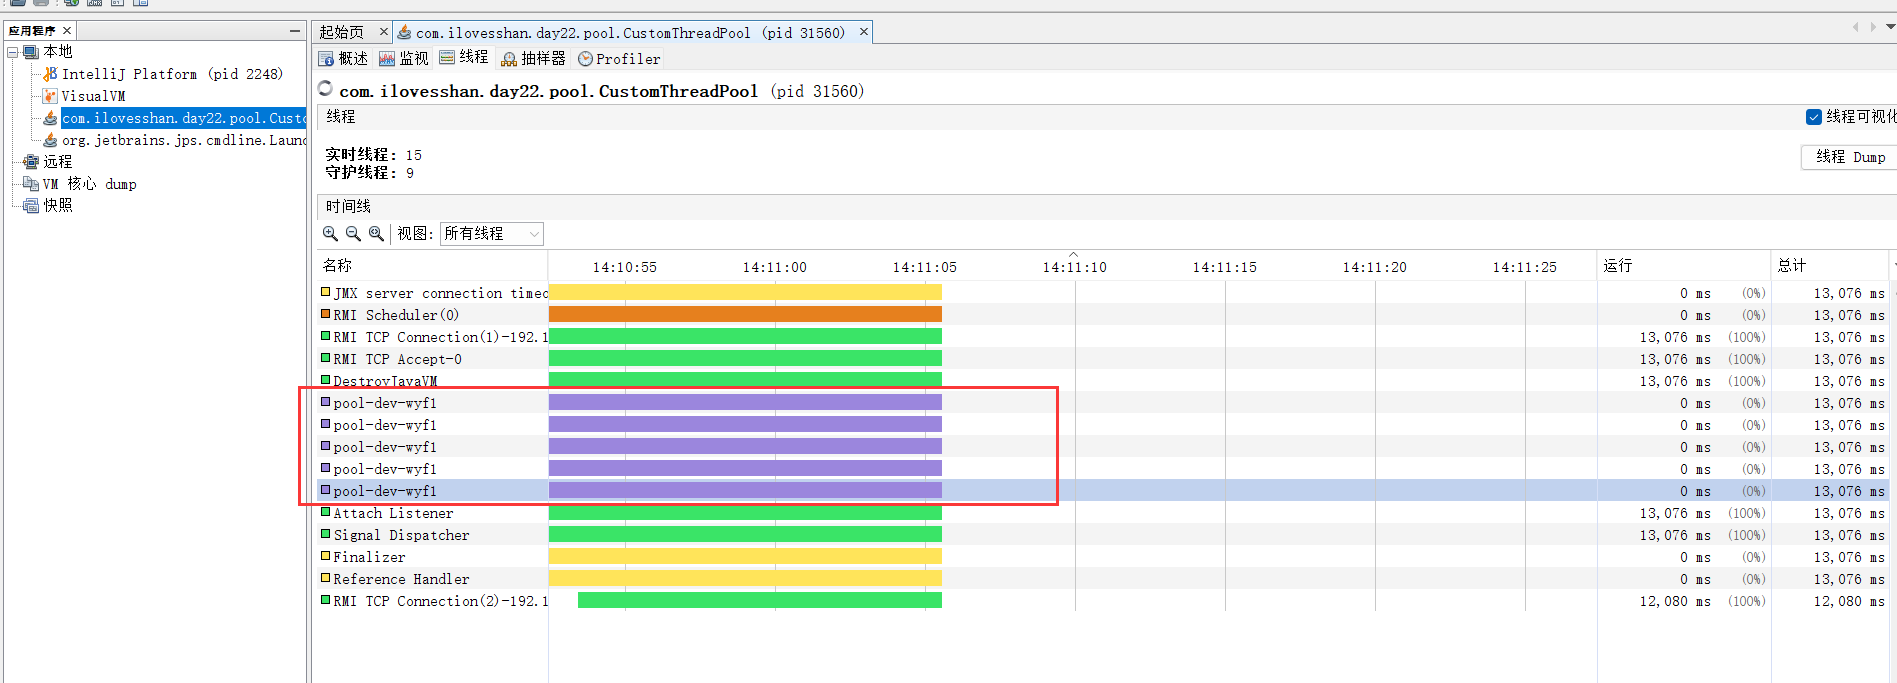 应用程序
本地
IntelliJ Platform (pid 2248)
VisualVM
com.ilovesshan.day22.pool.Custo
org.jetbrains.jps.cmdline.Laun
远程
VM 核心 dump
快照
起始页
com.ilovesshan.day22.pool.CustomThreadPool (pid 31560)
概述 监视 线程 抽样器 Profiler
com.ilovesshan.day22.pool.CustomThreadPool (pid 31560)
线程
线程可视化
实时线程: 15
守护线程: 9
线程 Dump
时间线
视图: 所有线程
名称 14:10:55 14:11:00 14:11:05 14:11:10 14:11:15 14:11:20 14:11:25 运行 总计
JMX server connection timeo 0 ms (0%) 13,076 ms
RMI Scheduler(0) 0 ms (0%) 13,076 ms
RMI TCP Connection(1)-192.1 13,076 ms (100%) 13,076 ms
RMI TCP Accept-0 13,076 ms (100%) 13,076 ms
DestroyJavaVM 13,076 ms (100%) 13,076 ms
pool-dev-wyf1 0 ms (0%) 13,076 ms
pool-dev-wyf1 0 ms (0%) 13,076 ms
pool-dev-wyf1 0 ms (0%) 13,076 ms
pool-dev-wyf1 0 ms (0%) 13,076 ms
pool-dev-wyf1 0 ms (0%) 13,076 ms
Attach Listener 13,076 ms (100%) 13,076 ms
Signal Dispatcher 13,076 ms (100%) 13,076 ms
Finalizer 0 ms (0%) 13,076 ms
Reference Handler 0 ms (0%) 13,076 ms
RMI TCP Connection(2)-192.1 12,080 ms (100%) 12,080 ms